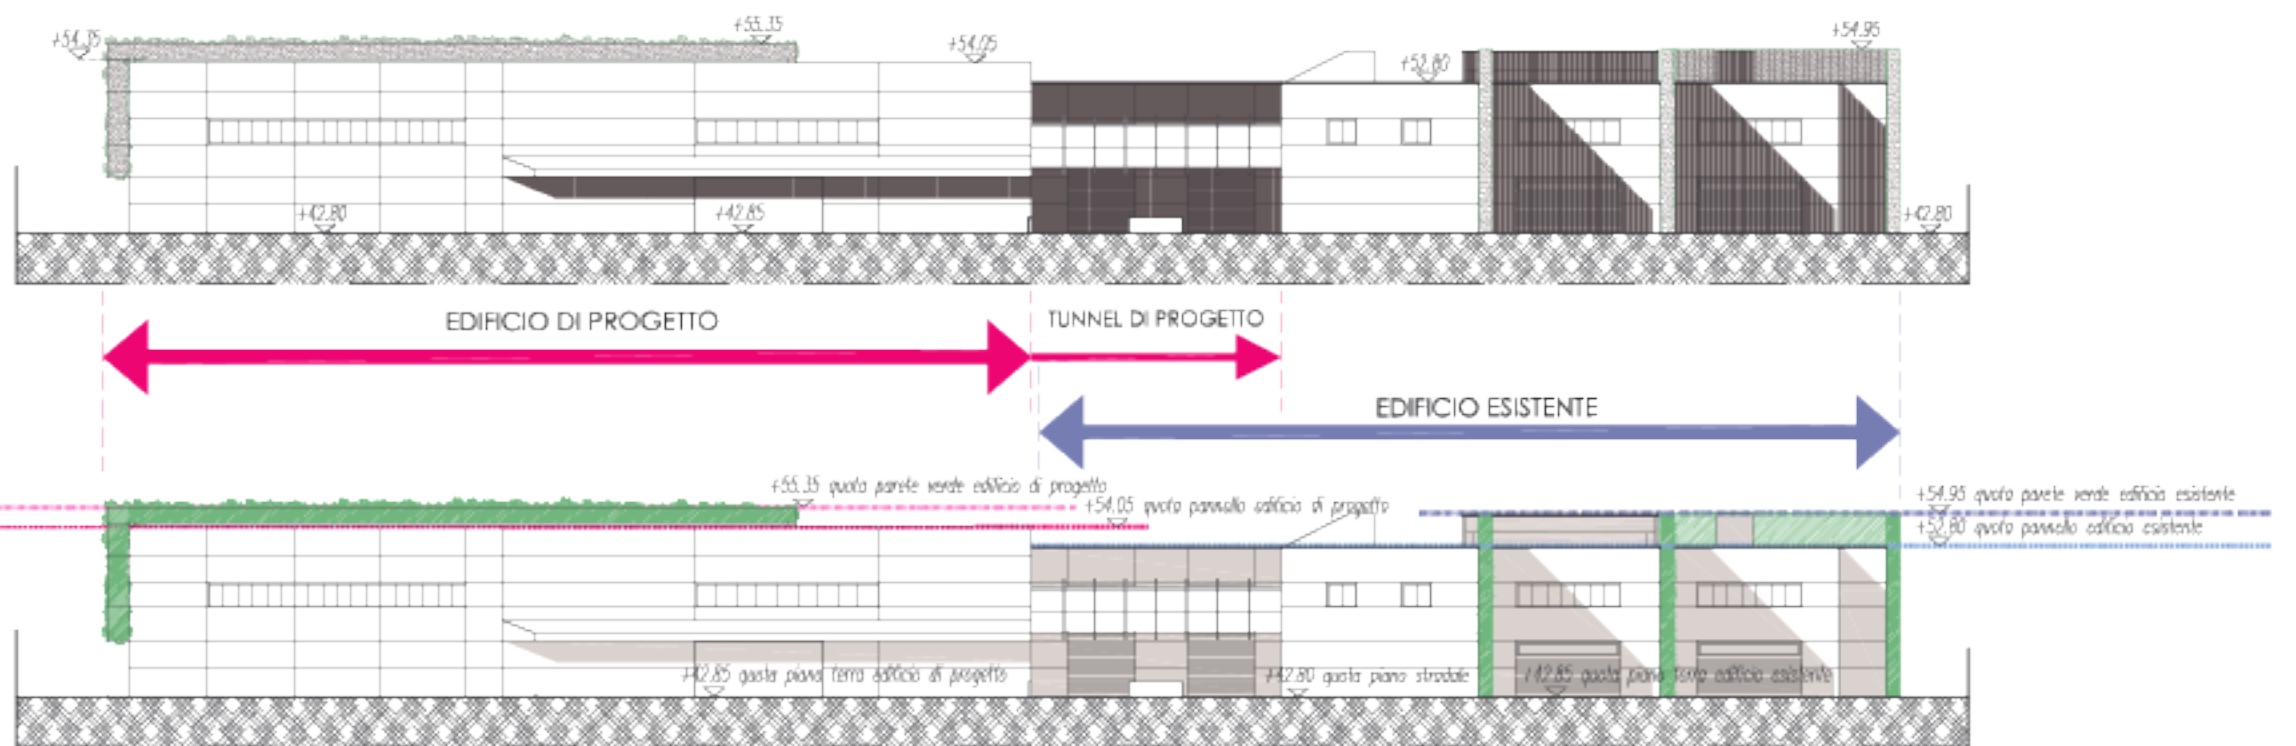 +55.35
+54.35
+54.05
+54.95
+52.80
+42.80
+42.85
+42.80
EDIFICIO DI PROGETTO
TUNNEL DI PROGETTO
EDIFICIO ESISTENTE
+55.35 quota parete verde edificio di progetto
+54.05 quota pannello edificio di progetto
+54.95 quota parete verde edificio esistente
+52.80 quota pannello edificio esistente
+42.85 quota piano terra edificio di progetto
+42.80 quota piano stradale
+42.85 quota piano terra edificio esistente